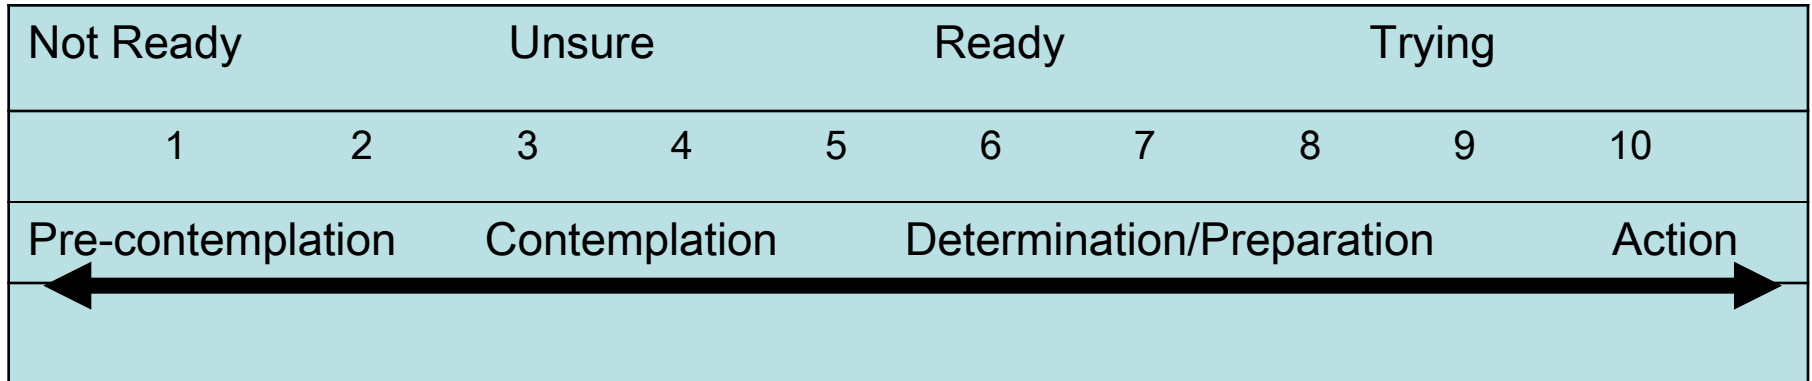 Not Ready Unsure Ready Trying
1 2 3 4 5 6 7 8 9 10
Pre-contemplation Contemplation Determination/Preparation Action